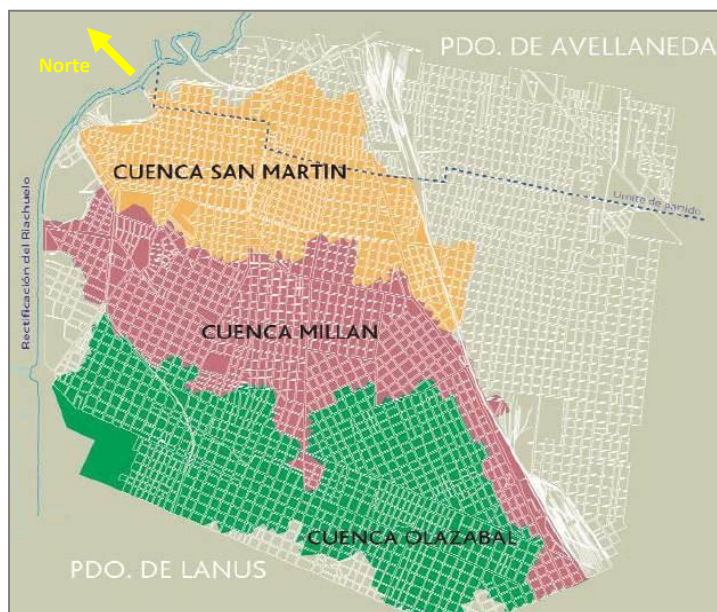 Norte
PDO. DE AVELLANEDA
CUENCA SAN MARTIN
Límite de partido
Rectificación del Riachuelo
CUENCA MILLAN
CUENCA OLAZABAL
PDO. DE LANUS